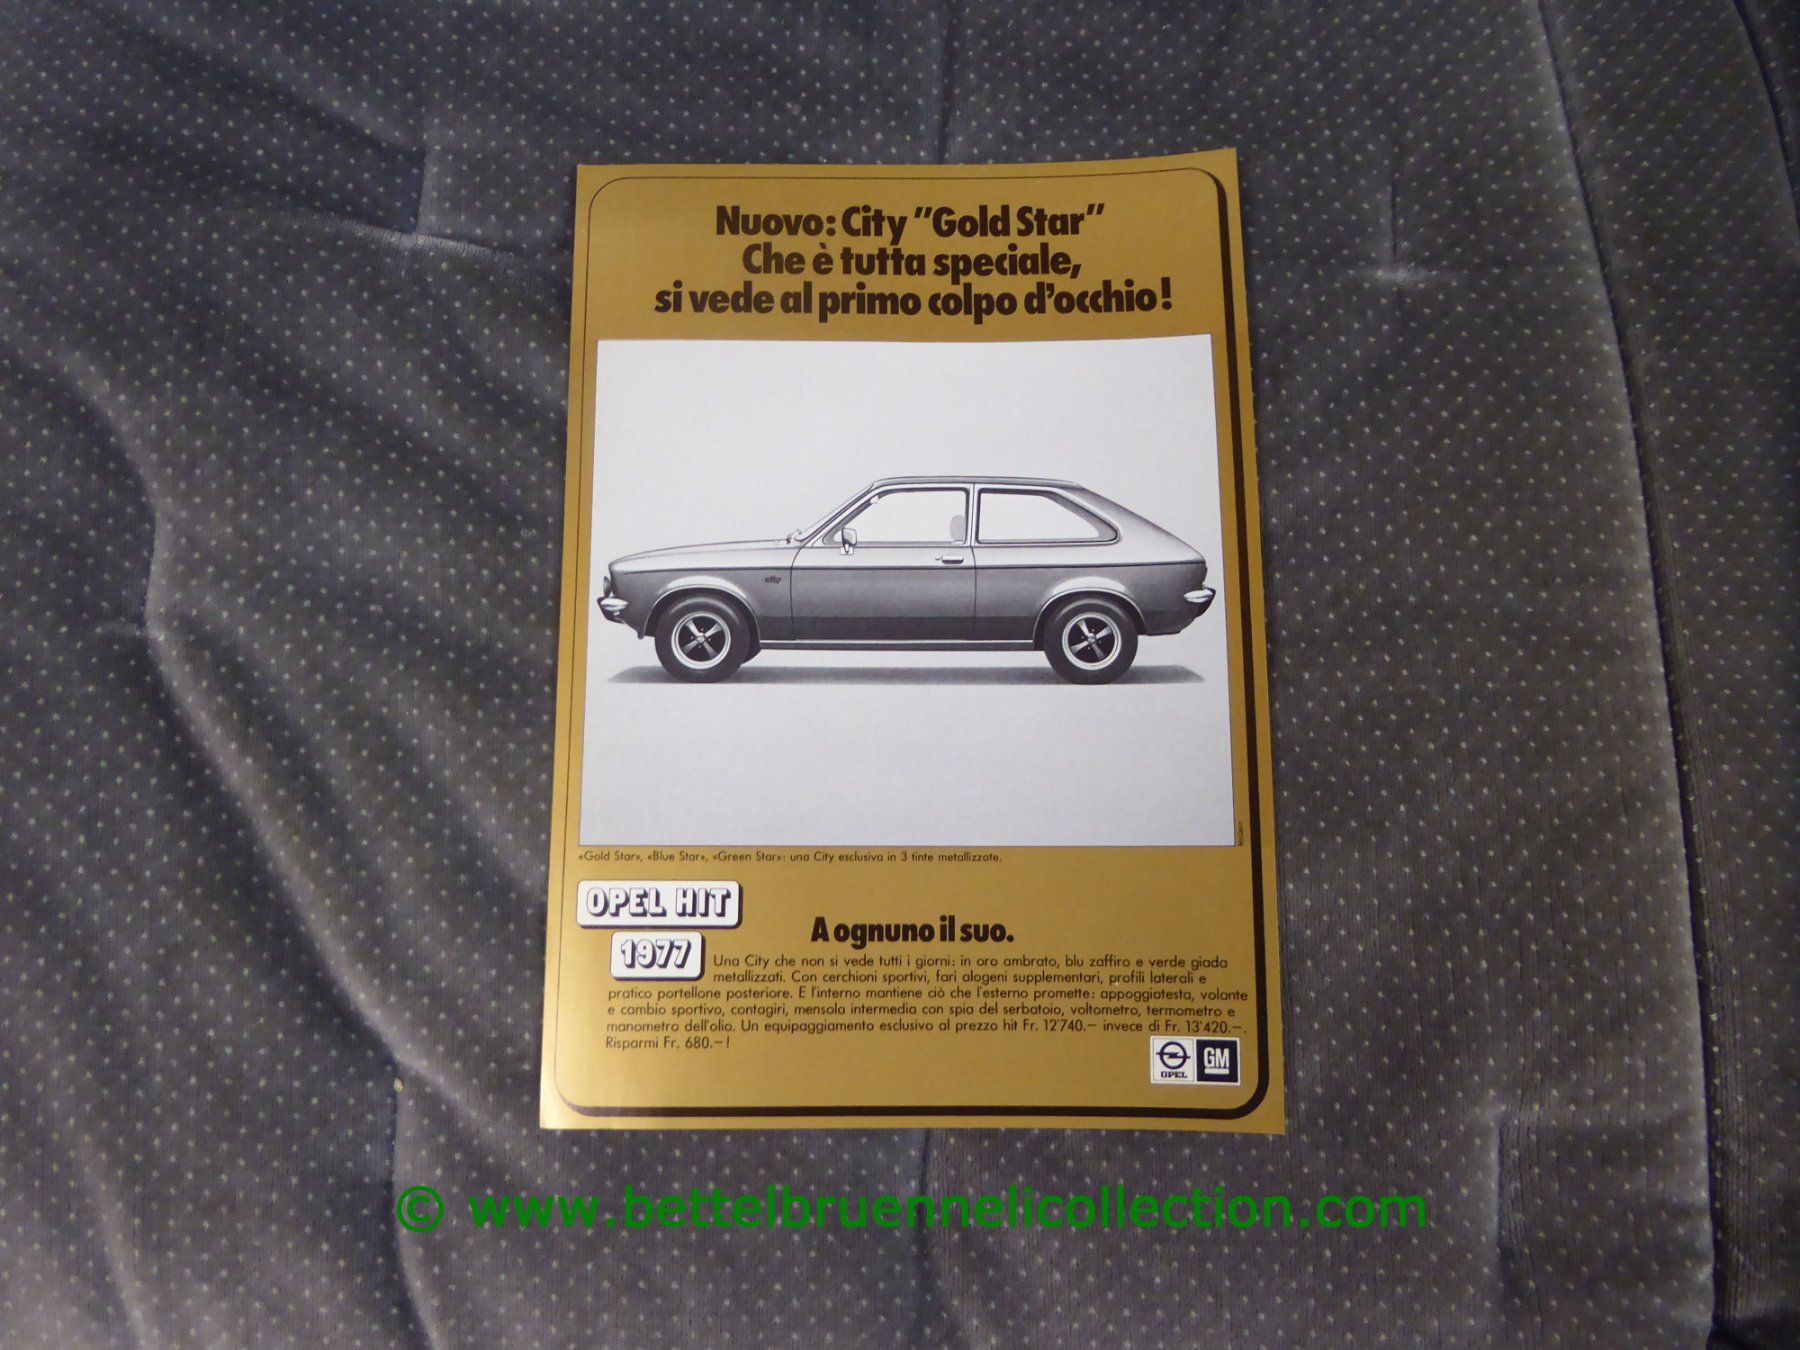 Nuovo: City "Gold Star"
Che è tutta speciale,
si vede al primo colpo d'occhio!
city
«Gold Star», «Blue Star», «Green Star»: una City esclusiva in 3 tinte metallizzate.
OPEL HIT
1977
A ognuno il suo.
Una City che non si vede tutti i giorni: in oro ambrato, blu zaffiro e verde giada
metallizzati. Con cerchioni sportivi, fari alogeni supplementari, profili laterali e
pratico portellone posteriore. E l'interno mantiene ciò che l'esterno promette: appoggiatesta, volante
e cambio sportivo, contagiri, mensola intermedia con spia del serbatoio, voltometro, termometro e
manometro dell'olio. Un equipaggiamento esclusivo al prezzo hit Fr. 12'740.– invece di Fr. 13'420.–.
Risparmi Fr. 680.–!
OPEL
GM
© www.bettelbruennelicollection.com